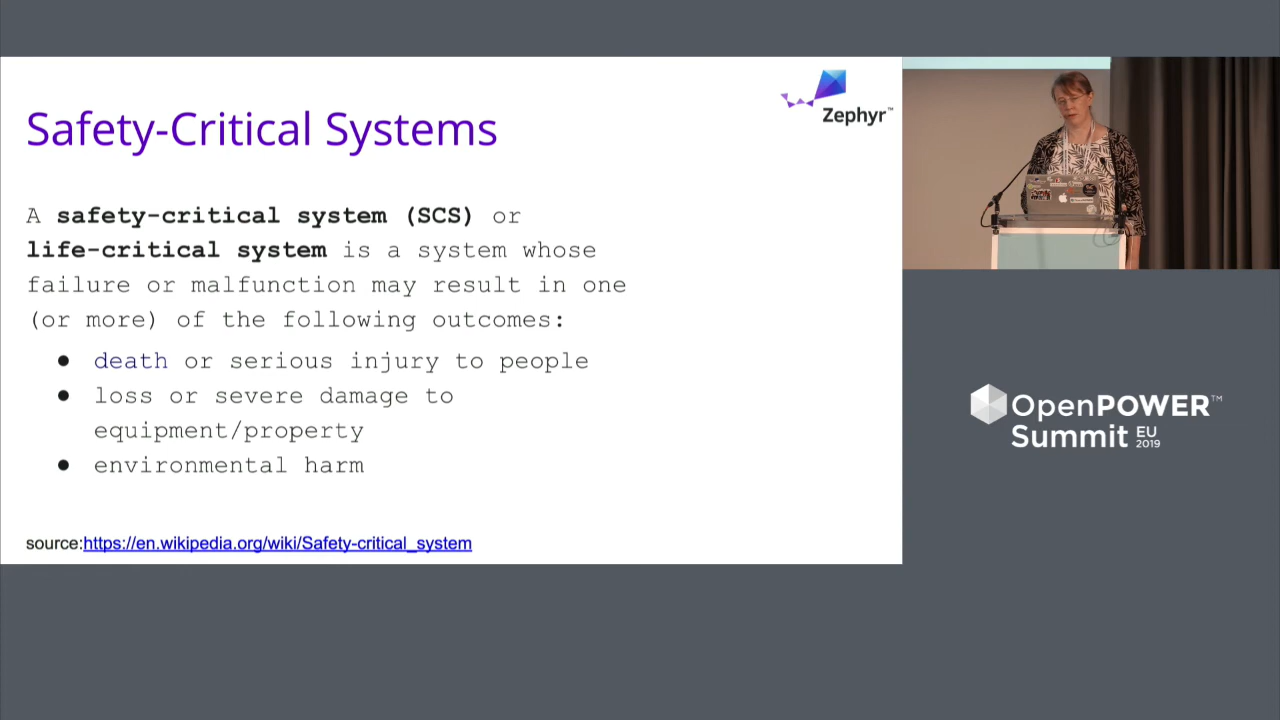 Zephyr™
Safety-Critical Systems
A safety-critical system (SCS) or
life-critical system is a system whose
failure or malfunction may result in one
(or more) of the following outcomes:
● death or serious injury to people
● loss or severe damage to
equipment/property
● environmental harm
source:https://en.wikipedia.org/wiki/Safety-critical_system
OpenPOWER™
Summit EU
2019